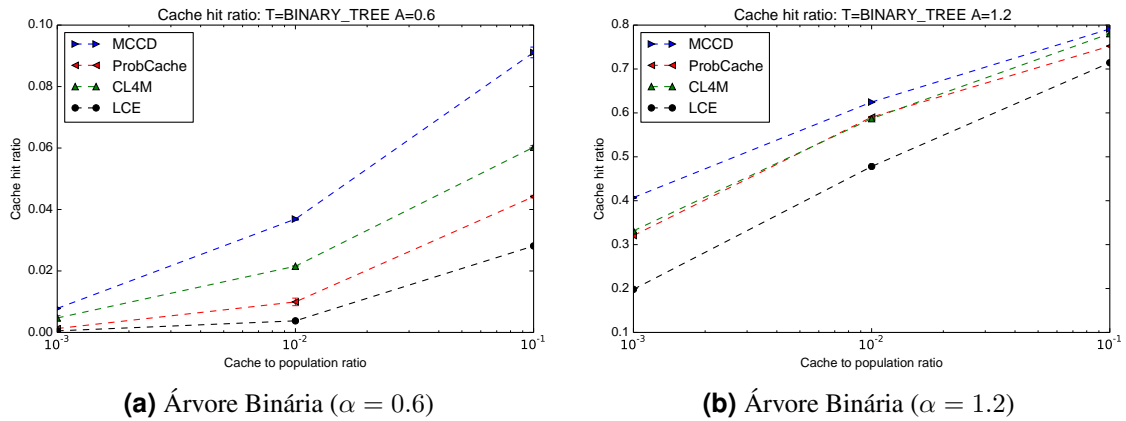 Cache hit ratio: T=BINARY_TREE A=0.6
0.10
0.08
0.06
0.04
0.02
0.00
Cache hit ratio
MCCD
ProbCache
CL4M
LCE
10^-3
10^-2
10^-1
Cache to population ratio
(a) Árvore Binária (α = 0.6)
Cache hit ratio: T=BINARY_TREE A=1.2
0.8
0.7
0.6
0.5
0.4
0.3
0.2
0.1
Cache hit ratio
MCCD
ProbCache
CL4M
LCE
10^-3
10^-2
10^-1
Cache to population ratio
(b) Árvore Binária (α = 1.2)